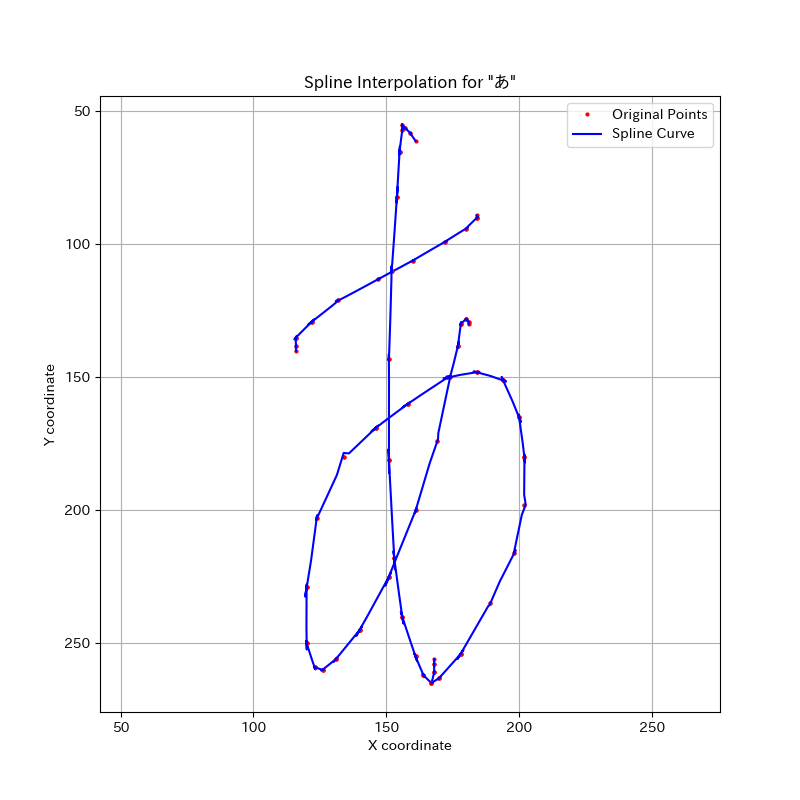 Spline Interpolation for "あ"
Original Points
Spline Curve
50
100
150
200
250
Y coordinate
50
100
150
200
250
X coordinate